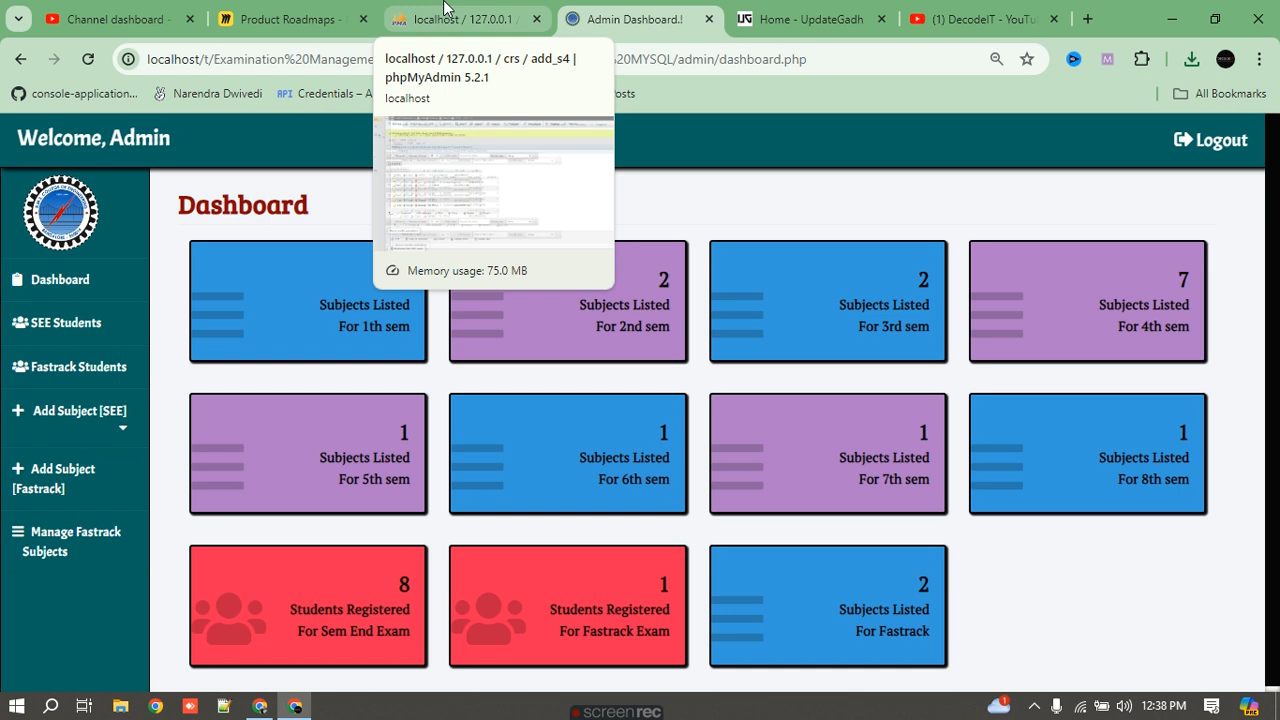 Channel dashboard -
Product Roadmaps -
localhost / 127.0.0.1 /
Admin Dashboard.!
Home - UpdateGadh
(1) DecodeIT - YouTu
localhost/t/Examination%20Manageme
20MYSQL/admin/dashboard.php
localhost / 127.0.0.1 / crs / add_s4 |
phpMyAdmin 5.2.1
localhost
Memory usage: 75.0 MB
console-application...
Narendra Dwivedi
API Credentials – A
Posts
All Bookmarks
Welcome, Admin
Logout
Dashboard
SEE Students
Fastrack Students
Add Subject [SEE]
Add Subject
[Fastrack]
Manage Fastrack
Subjects
Dashboard
Subjects Listed
For 1th sem
2
Subjects Listed
For 2nd sem
2
Subjects Listed
For 3rd sem
7
Subjects Listed
For 4th sem
1
Subjects Listed
For 5th sem
1
Subjects Listed
For 6th sem
1
Subjects Listed
For 7th sem
1
Subjects Listed
For 8th sem
8
Students Registered
For Sem End Exam
1
Students Registered
For Fastrack Exam
2
Subjects Listed
For Fastrack
1
12:38 PM
screenrec